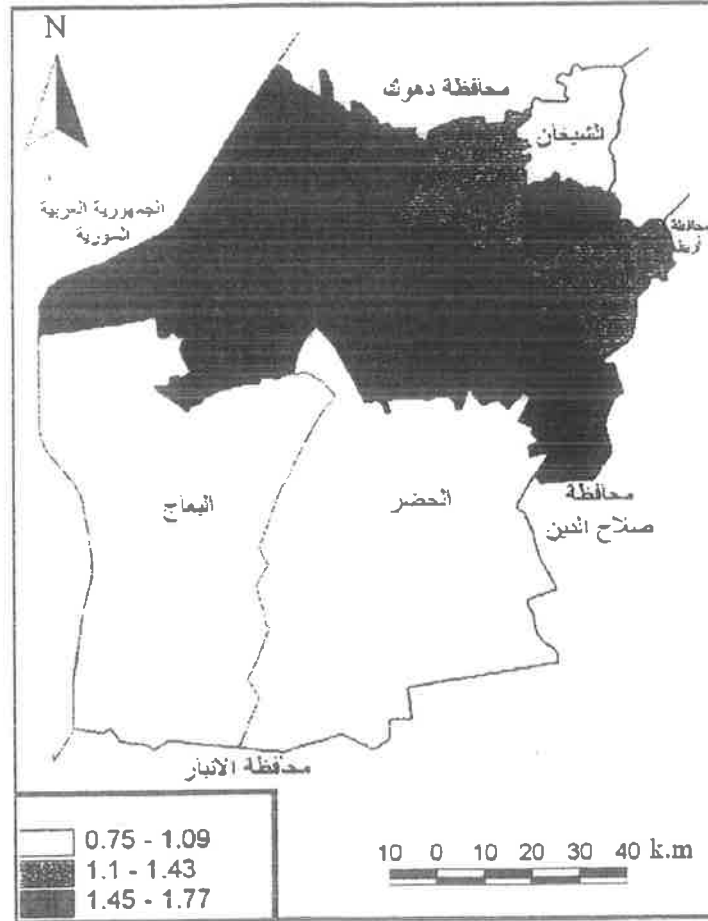 N
محافظة دهوك
الشيخان
محافظة
أربيل
الجمهورية العربية
السورية
البعاج
الحضر
محافظة
صلاح الدين
محافظة الانبار
0.75 - 1.09
1.1 - 1.43
1.45 - 1.77
10 0 10 20 30 40 k.m